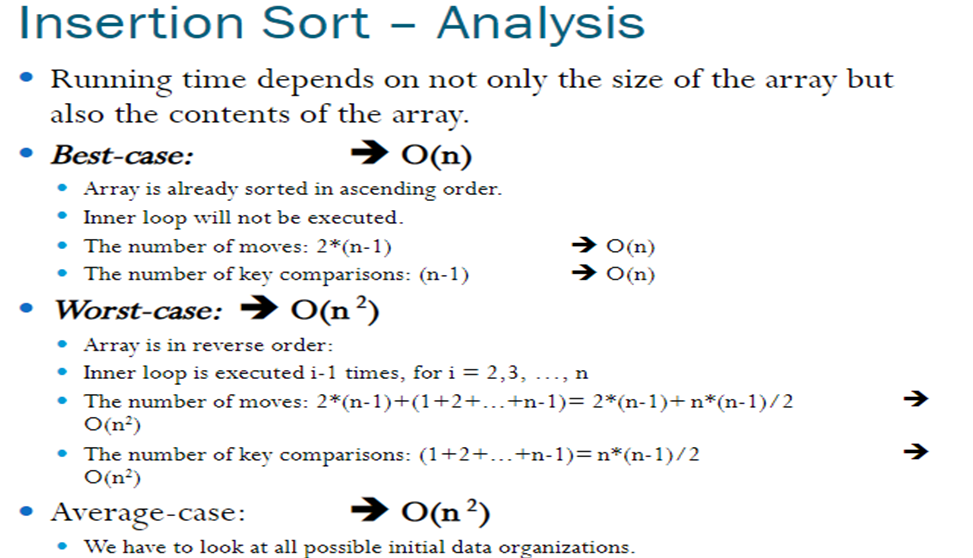 Insertion Sort – Analysis
• Running time depends on not only the size of the array but
also the contents of the array.
• Best-case: ➔ O(n)
• Array is already sorted in ascending order.
• Inner loop will not be executed.
• The number of moves: 2*(n-1) ➔ O(n)
• The number of key comparisons: (n-1) ➔ O(n)
• Worst-case: ➔ O(n²)
• Array is in reverse order:
• Inner loop is executed i-1 times, for i = 2,3, …, n
• The number of moves: 2*(n-1)+(1+2+...+n-1)= 2*(n-1)+ n*(n-1)/2 ➔
O(n²)
• The number of key comparisons: (1+2+...+n-1)= n*(n-1)/2 ➔
O(n²)
• Average-case: ➔ O(n²)
• We have to look at all possible initial data organizations.